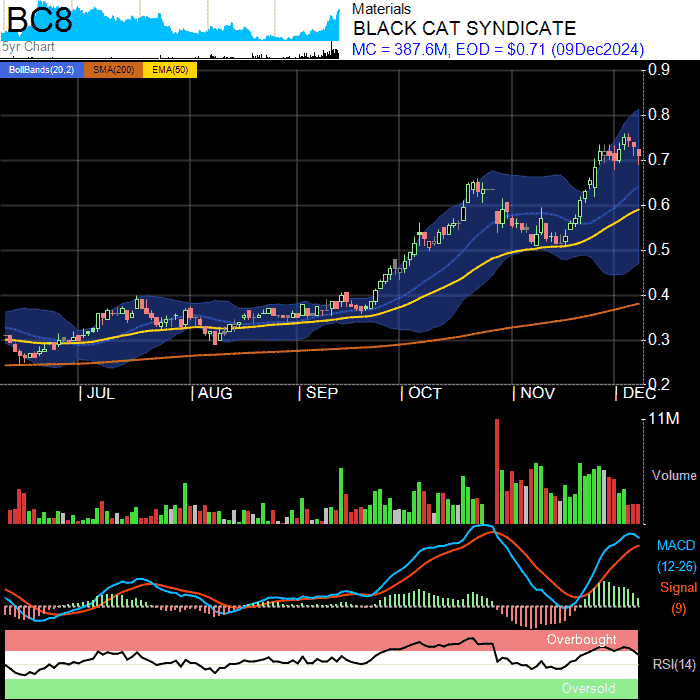 BC8
5yr Chart
Materials
BLACK CAT SYNDICATE
MC = 387.6M, EOD = $0.71 (09Dec2024)
BollBands(20,2) SMA(200) EMA(50)
0.9
0.8
0.7
0.6
0.5
0.4
0.3
0.2
JUL AUG SEP OCT NOV DEC
11M
Volume
MACD
(12-26)
Signal
(9)
Overbought
RSI(14)
Oversold